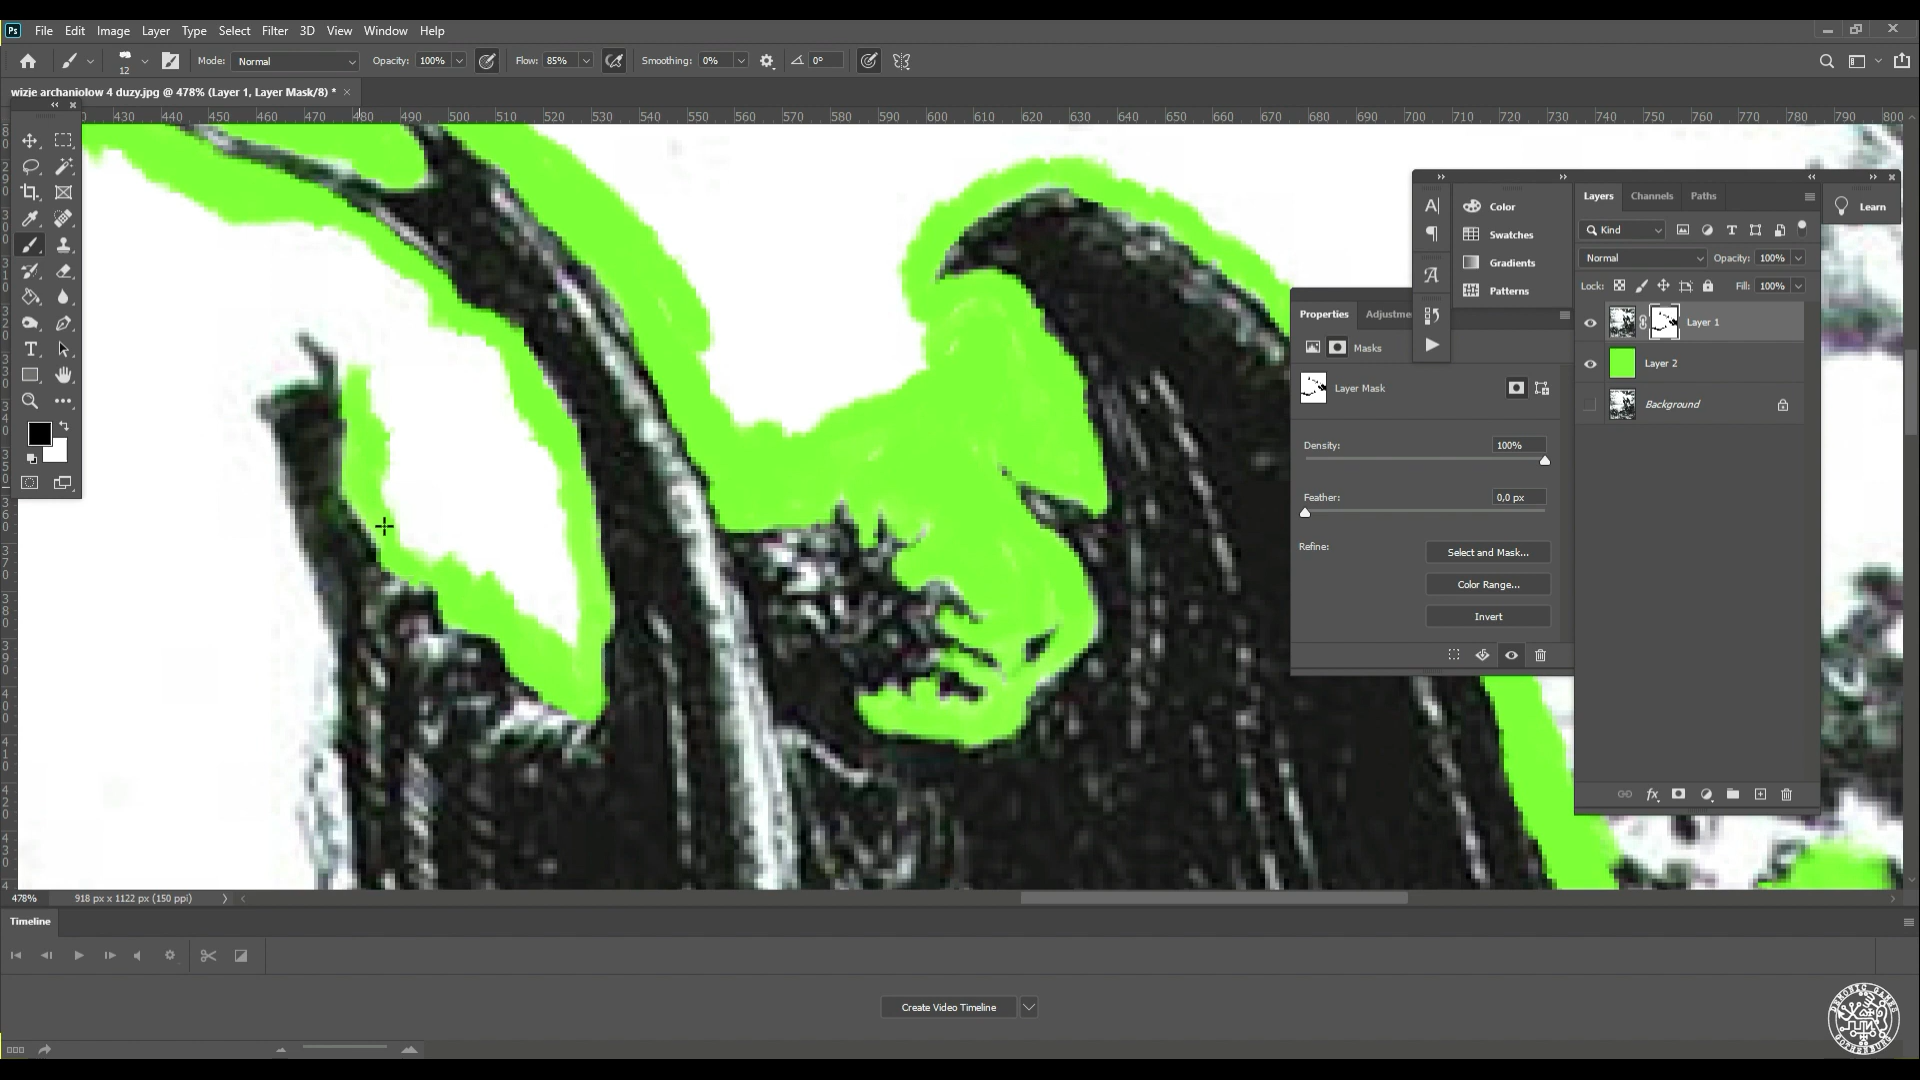 Ps File Edit Image Layer Type Select Filter 3D View Window Help
12 Mode: Normal Opacity: 100% Flow: 85% Smoothing: 0% 0°
wizje archaniolow 4 duzy.jpg @ 478% (Layer 1, Layer Mask/8) *
430 440 450 460 470 480 490 500 510 520 530 540 550 560 570 580 590 600 610 620 630 640 650 660 670 680 690 700 710 720 730 740 750 760 770 780 790 800
Color
Swatches
Gradients
Patterns
Layers Channels Paths
Learn
Kind
Normal Opacity: 100%
Lock: Fill: 100%
Layer 1
Layer 2
Background
Properties Adjustme
Masks
Layer Mask
Density: 100%
Feather: 0,0 px
Refine: Select and Mask...
Color Range...
Invert
478% 918 px x 1122 px (150 ppi)
Timeline
Create Video Timeline
DEMONIC GAMES
GOTHENBURG